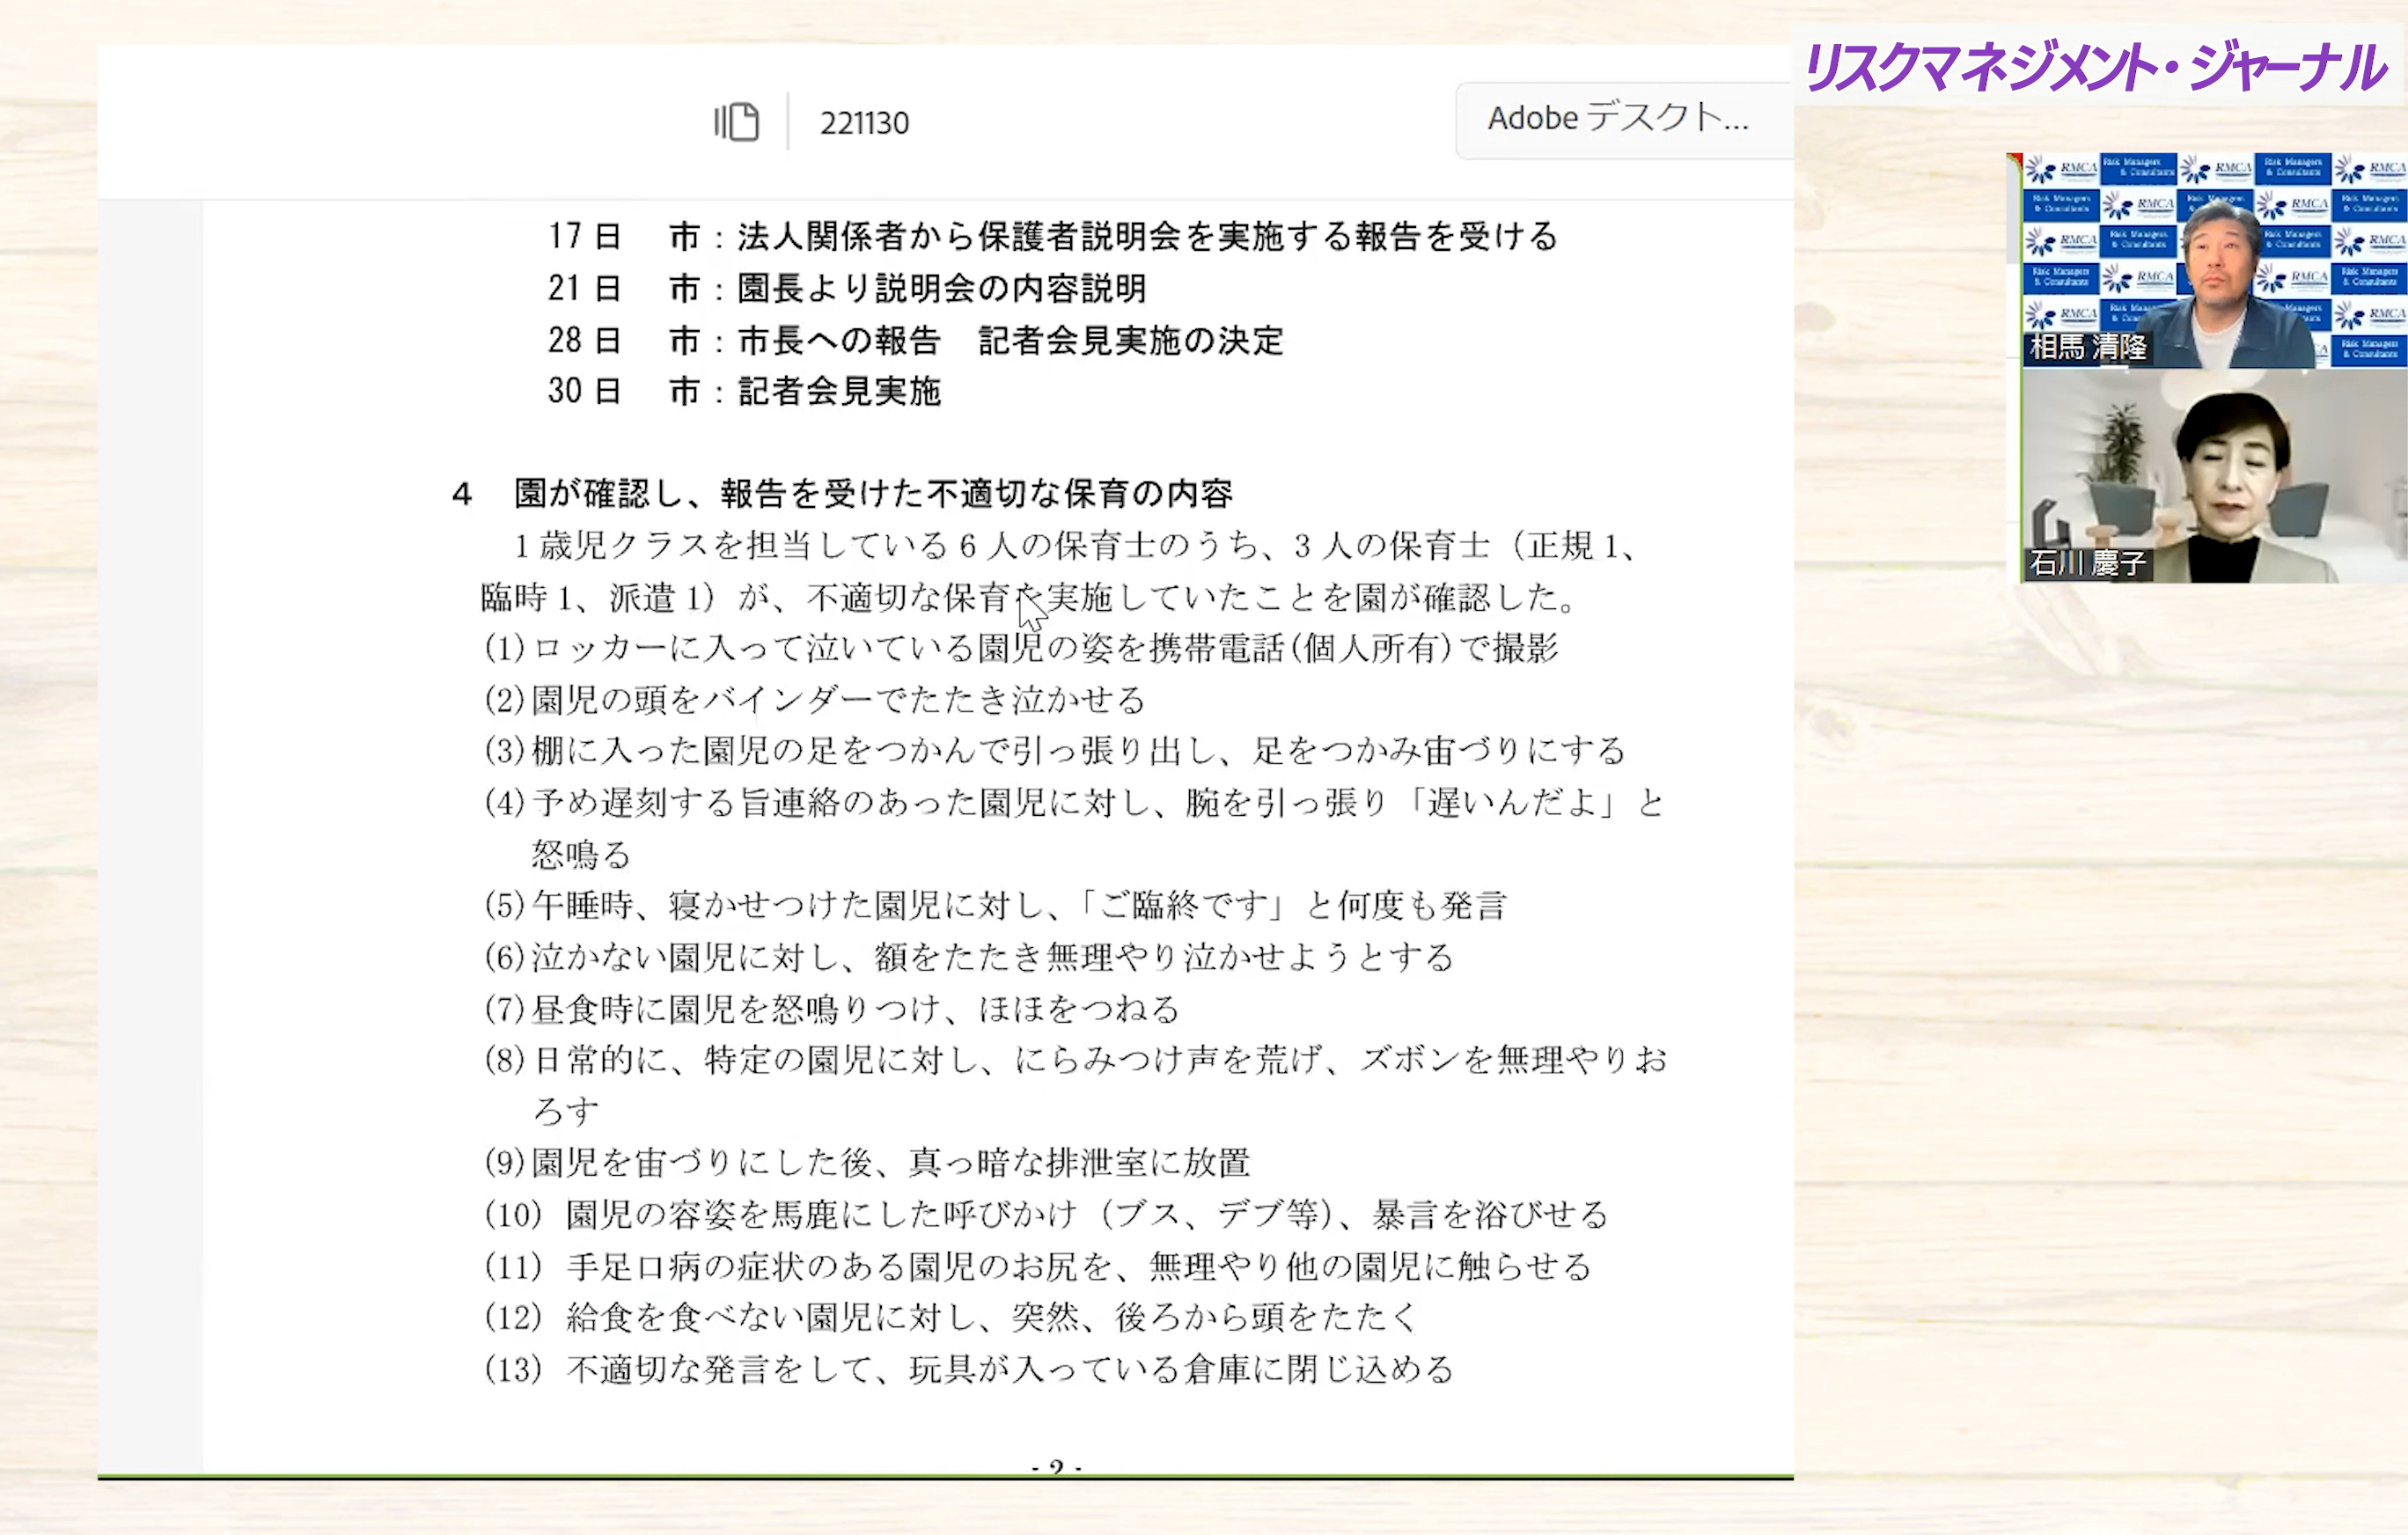 リスクマネジメント・ジャーナル
221130
Adobe デスクト...
17日 市：法人関係者から保護者説明会を実施する報告を受ける
21日 市：園長より説明会の内容説明
28日 市：市長への報告 記者会見実施の決定
30日 市：記者会見実施
4 園が確認し、報告を受けた不適切な保育の内容
1歳児クラスを担当している6人の保育士のうち、3人の保育士（正規1、
臨時1、派遣1）が、不適切な保育を実施していたことを園が確認した。
(1)ロッカーに入って泣いている園児の姿を携帯電話(個人所有)で撮影
(2)園児の頭をバインダーでたたき泣かせる
(3)棚に入った園児の足をつかんで引っ張り出し、足をつかみ宙づりにする
(4)予め遅刻する旨連絡のあった園児に対し、腕を引っ張り「遅いんだよ」と
怒鳴る
(5)午睡時、寝かせつけた園児に対し、「ご臨終です」と何度も発言
(6)泣かない園児に対し、額をたたき無理やり泣かせようとする
(7)昼食時に園児を怒鳴りつけ、ほほをつねる
(8)日常的に、特定の園児に対し、にらみつけ声を荒げ、ズボンを無理やりお
ろす
(9)園児を宙づりにした後、真っ暗な排泄室に放置
(10) 園児の容姿を馬鹿にした呼びかけ（ブス、デブ等）、暴言を浴びせる
(11) 手足口病の症状のある園児のお尻を、無理やり他の園児に触らせる
(12) 給食を食べない園児に対し、突然、後ろから頭をたたく
(13) 不適切な発言をして、玩具が入っている倉庫に閉じ込める
- 2 -
RMCA
Risk Managers
& Consultants
相馬 清隆
石川 慶子